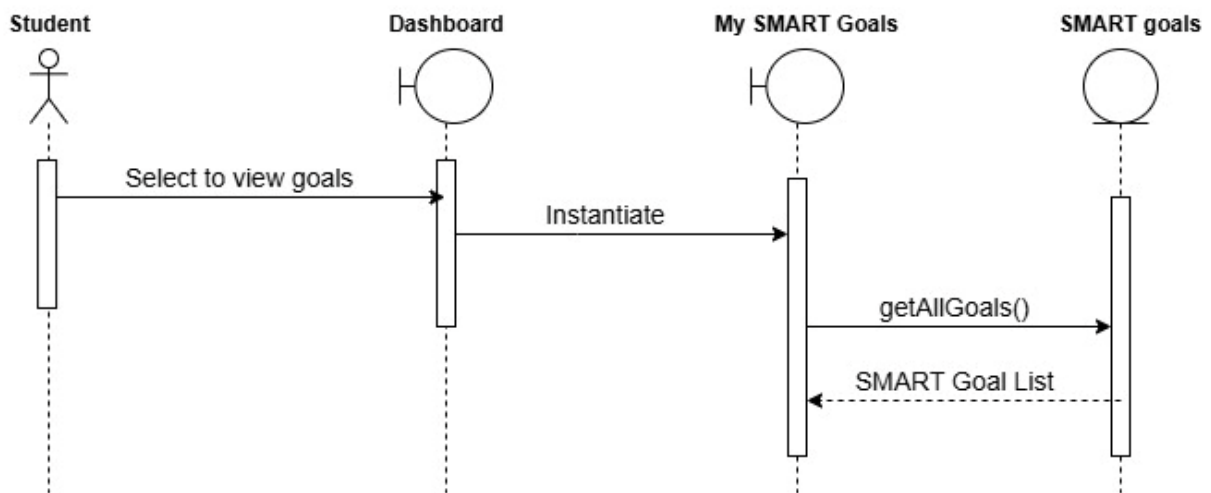 Student
Dashboard
My SMART Goals
SMART goals
Select to view goals
Instantiate
getAllGoals()
SMART Goal List